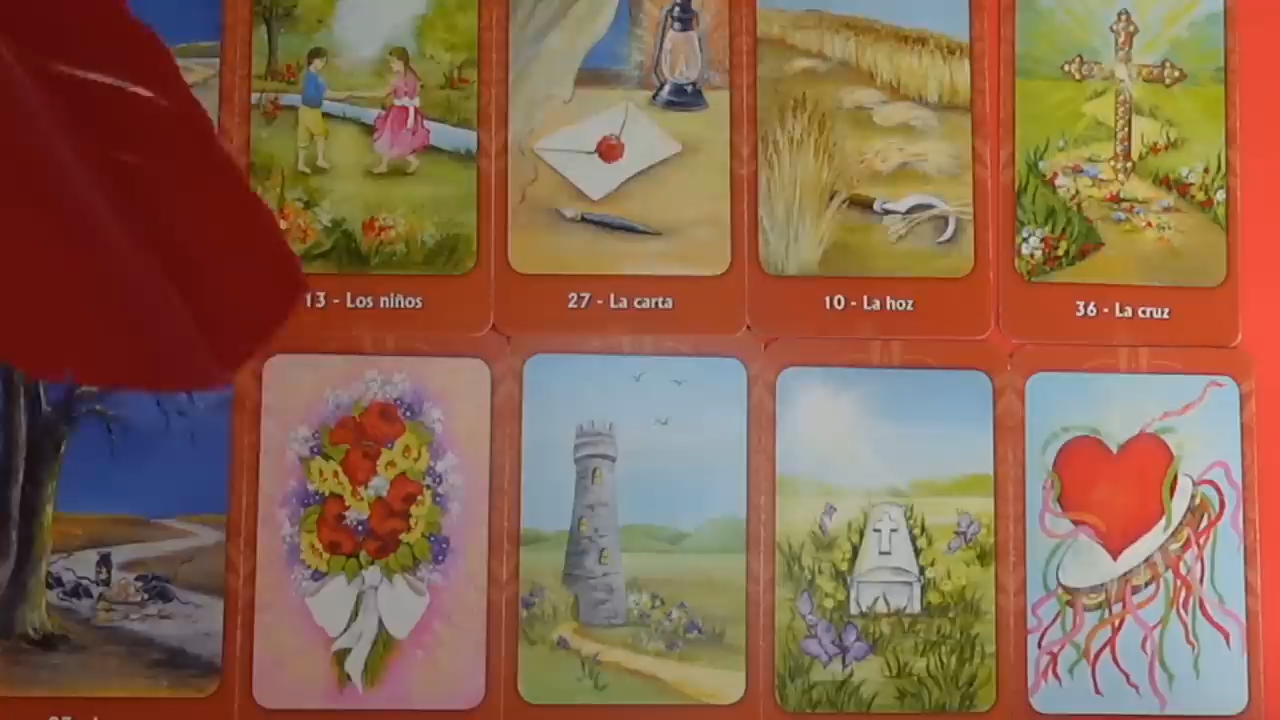 13 - Los niños
27 - La carta
10 - La hoz
36 - La cruz